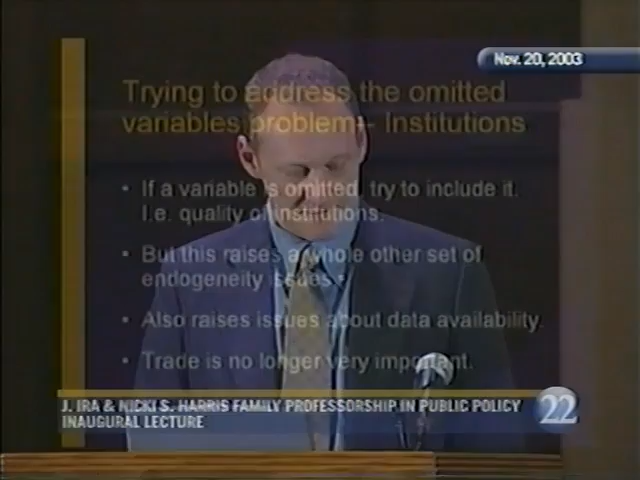 Nov. 20, 2003
Trying to address the omitted
variables problem - Institutions
• If a variable is omitted, try to include it.
I.e. quality of institutions.
• But this raises a whole other set of
endogeneity issues.
• Also raises issues about data availability.
• Trade is no longer very important.
J. IRA & NICKI S. HARRIS FAMILY PROFESSORSHIP IN PUBLIC POLICY
INAUGURAL LECTURE
22